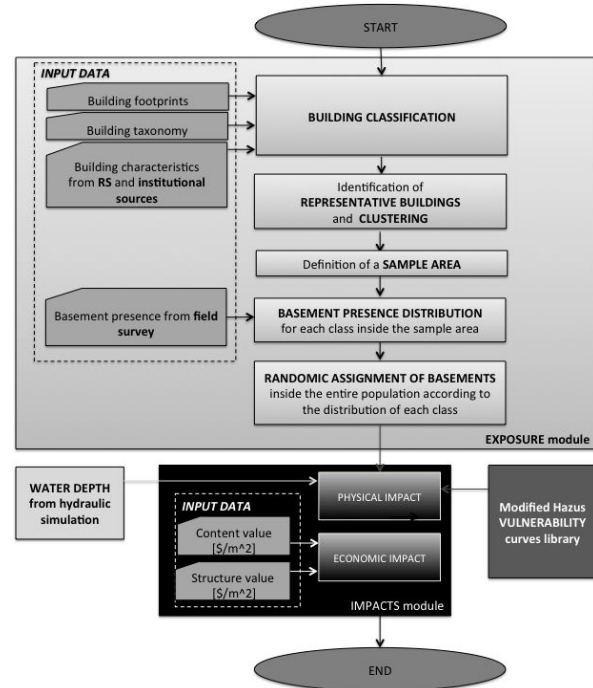 START
INPUT DATA
Building footprints
Building taxonomy
Building characteristics
from RS and institutional
sources
BUILDING CLASSIFICATION
Identification of
REPRESENTATIVE BUILDINGS
and CLUSTERING
Definition of a SAMPLE AREA
Basement presence from field
survey
BASEMENT PRESENCE DISTRIBUTION
for each class inside the sample area
RANDOMIC ASSIGNMENT OF BASEMENTS
inside the entire population according to
the distribution of each class
EXPOSURE module
WATER DEPTH
from hydraulic
simulation
PHYSICAL IMPACT
INPUT DATA
Content value
[$/m^2]
Structure value
[$/m^2]
ECONOMIC IMPACT
IMPACTS module
Modified Hazus
VULNERABILITY
curves library
END